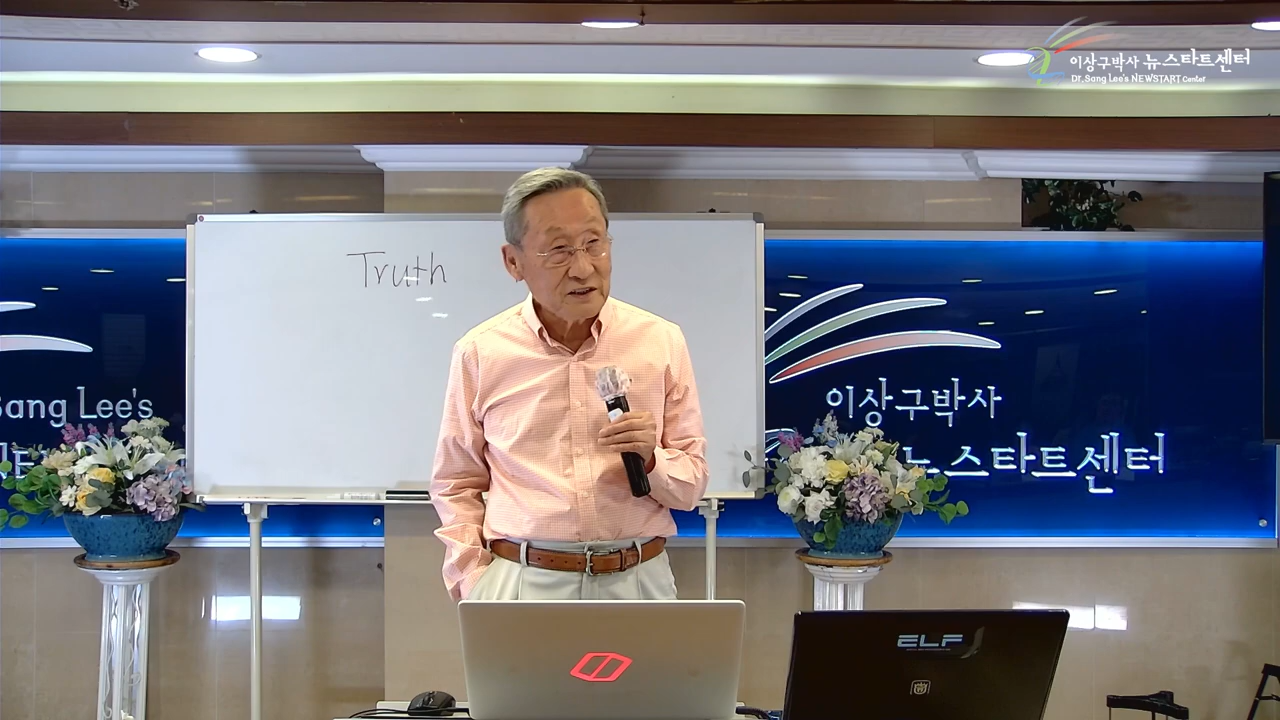 이상구박사 뉴스타트센터
Dr. Sang Lee's NEWSTART Center
Truth
Sang Lee's
이상구박사
뉴스타트센터
ELF